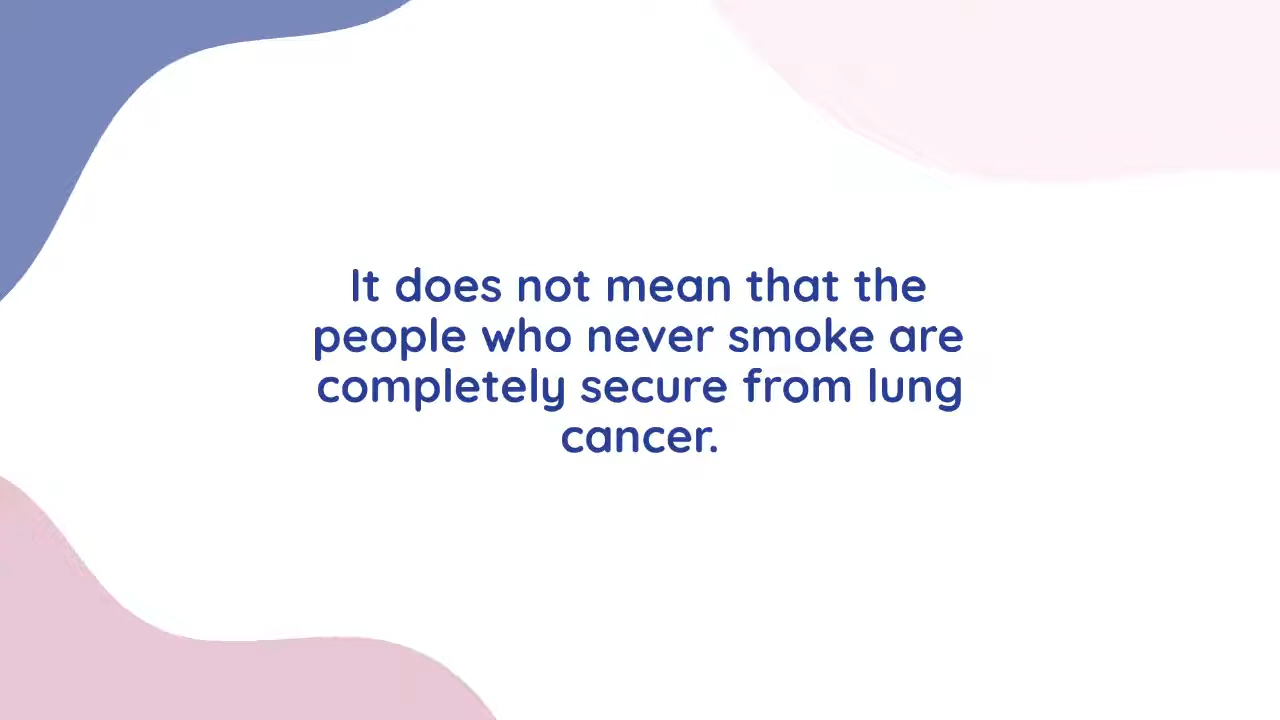 It does not mean that the
people who never smoke are
completely secure from lung
cancer.